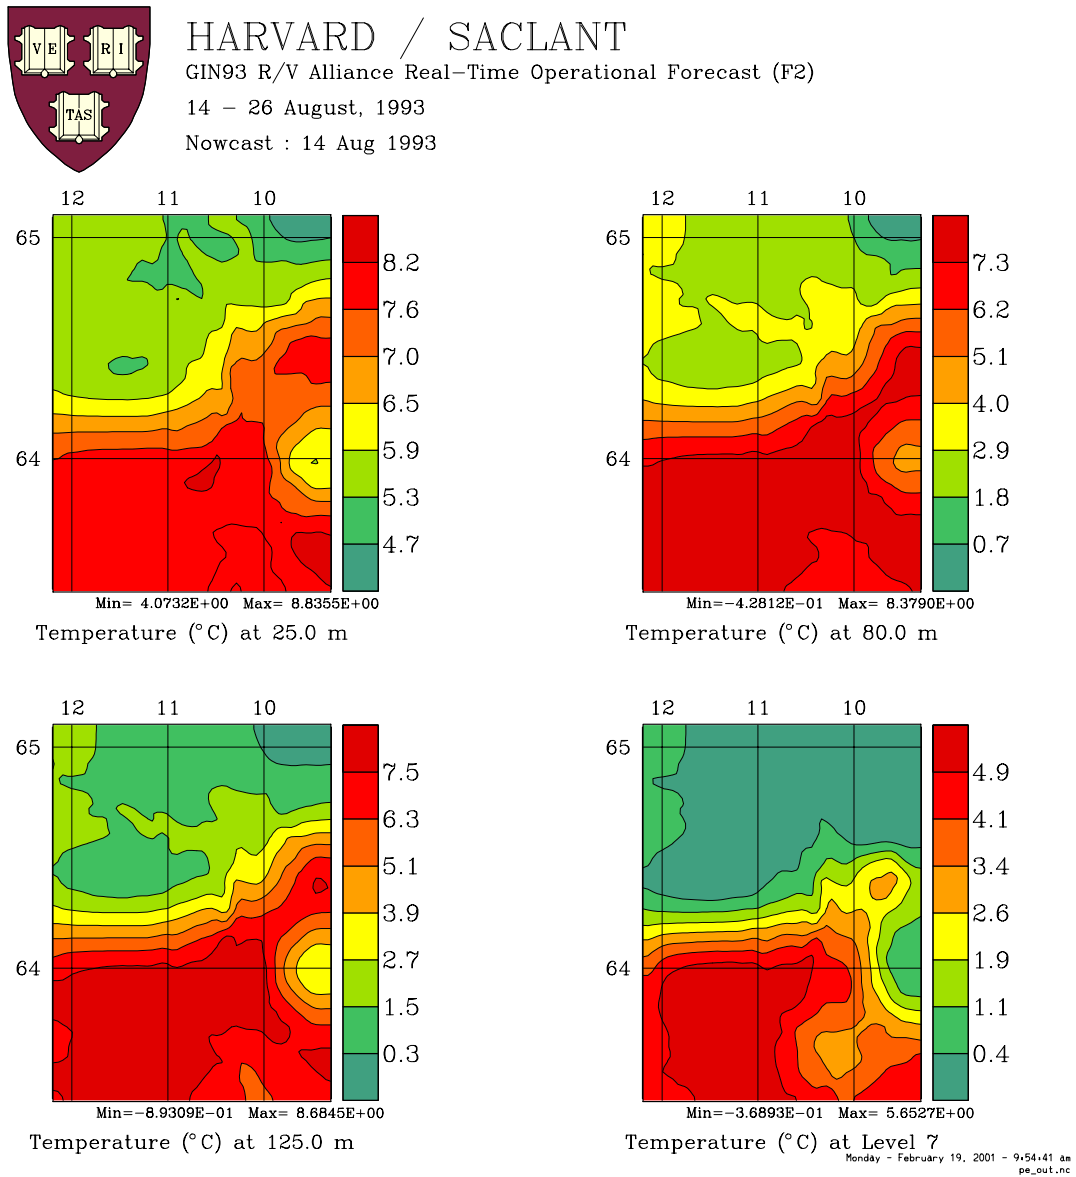 VE RI
TAS
HARVARD / SACLANT
GIN93 R/V Alliance Real-Time Operational Forecast (F2)
14 - 26 August, 1993
Nowcast : 14 Aug 1993
12 11 10
65
64
8.2
7.6
7.0
6.5
5.9
5.3
4.7
Min= 4.0732E+00 Max= 8.8355E+00
Temperature (°C) at 25.0 m
12 11 10
65
64
7.3
6.2
5.1
4.0
2.9
1.8
0.7
Min=-4.2812E-01 Max= 8.3790E+00
Temperature (°C) at 80.0 m
12 11 10
65
64
7.5
6.3
5.1
3.9
2.7
1.5
0.3
Min=-8.9309E-01 Max= 8.6845E+00
Temperature (°C) at 125.0 m
12 11 10
65
64
4.9
4.1
3.4
2.6
1.9
1.1
0.4
Min=-3.6893E-01 Max= 5.6527E+00
Temperature (°C) at Level 7
Monday - February 19, 2001 - 9:54:41 am
pe_out.nc